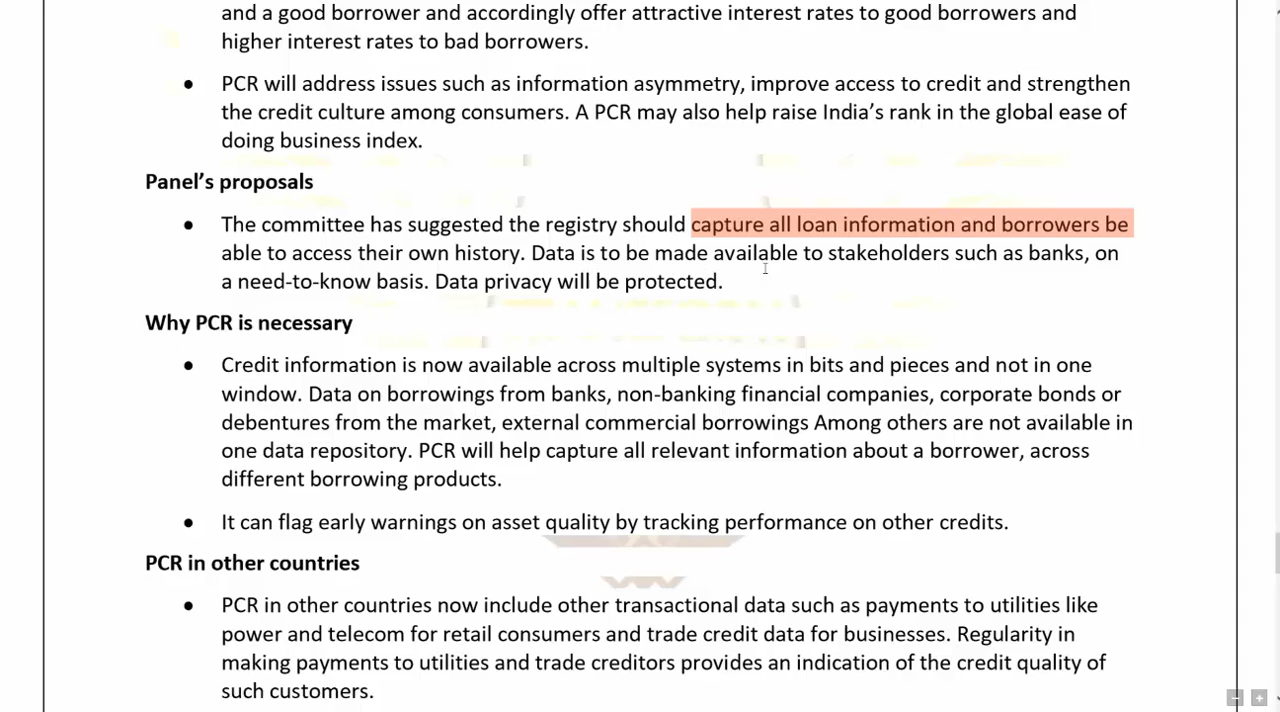 and a good borrower and accordingly offer attractive interest rates to good borrowers and
higher interest rates to bad borrowers.
• PCR will address issues such as information asymmetry, improve access to credit and strengthen
the credit culture among consumers. A PCR may also help raise India’s rank in the global ease of
doing business index.
Panel’s proposals
• The committee has suggested the registry should capture all loan information and borrowers be
able to access their own history. Data is to be made available to stakeholders such as banks, on
a need-to-know basis. Data privacy will be protected.
Why PCR is necessary
• Credit information is now available across multiple systems in bits and pieces and not in one
window. Data on borrowings from banks, non-banking financial companies, corporate bonds or
debentures from the market, external commercial borrowings Among others are not available in
one data repository. PCR will help capture all relevant information about a borrower, across
different borrowing products.
• It can flag early warnings on asset quality by tracking performance on other credits.
PCR in other countries
• PCR in other countries now include other transactional data such as payments to utilities like
power and telecom for retail consumers and trade credit data for businesses. Regularity in
making payments to utilities and trade creditors provides an indication of the credit quality of
such customers.